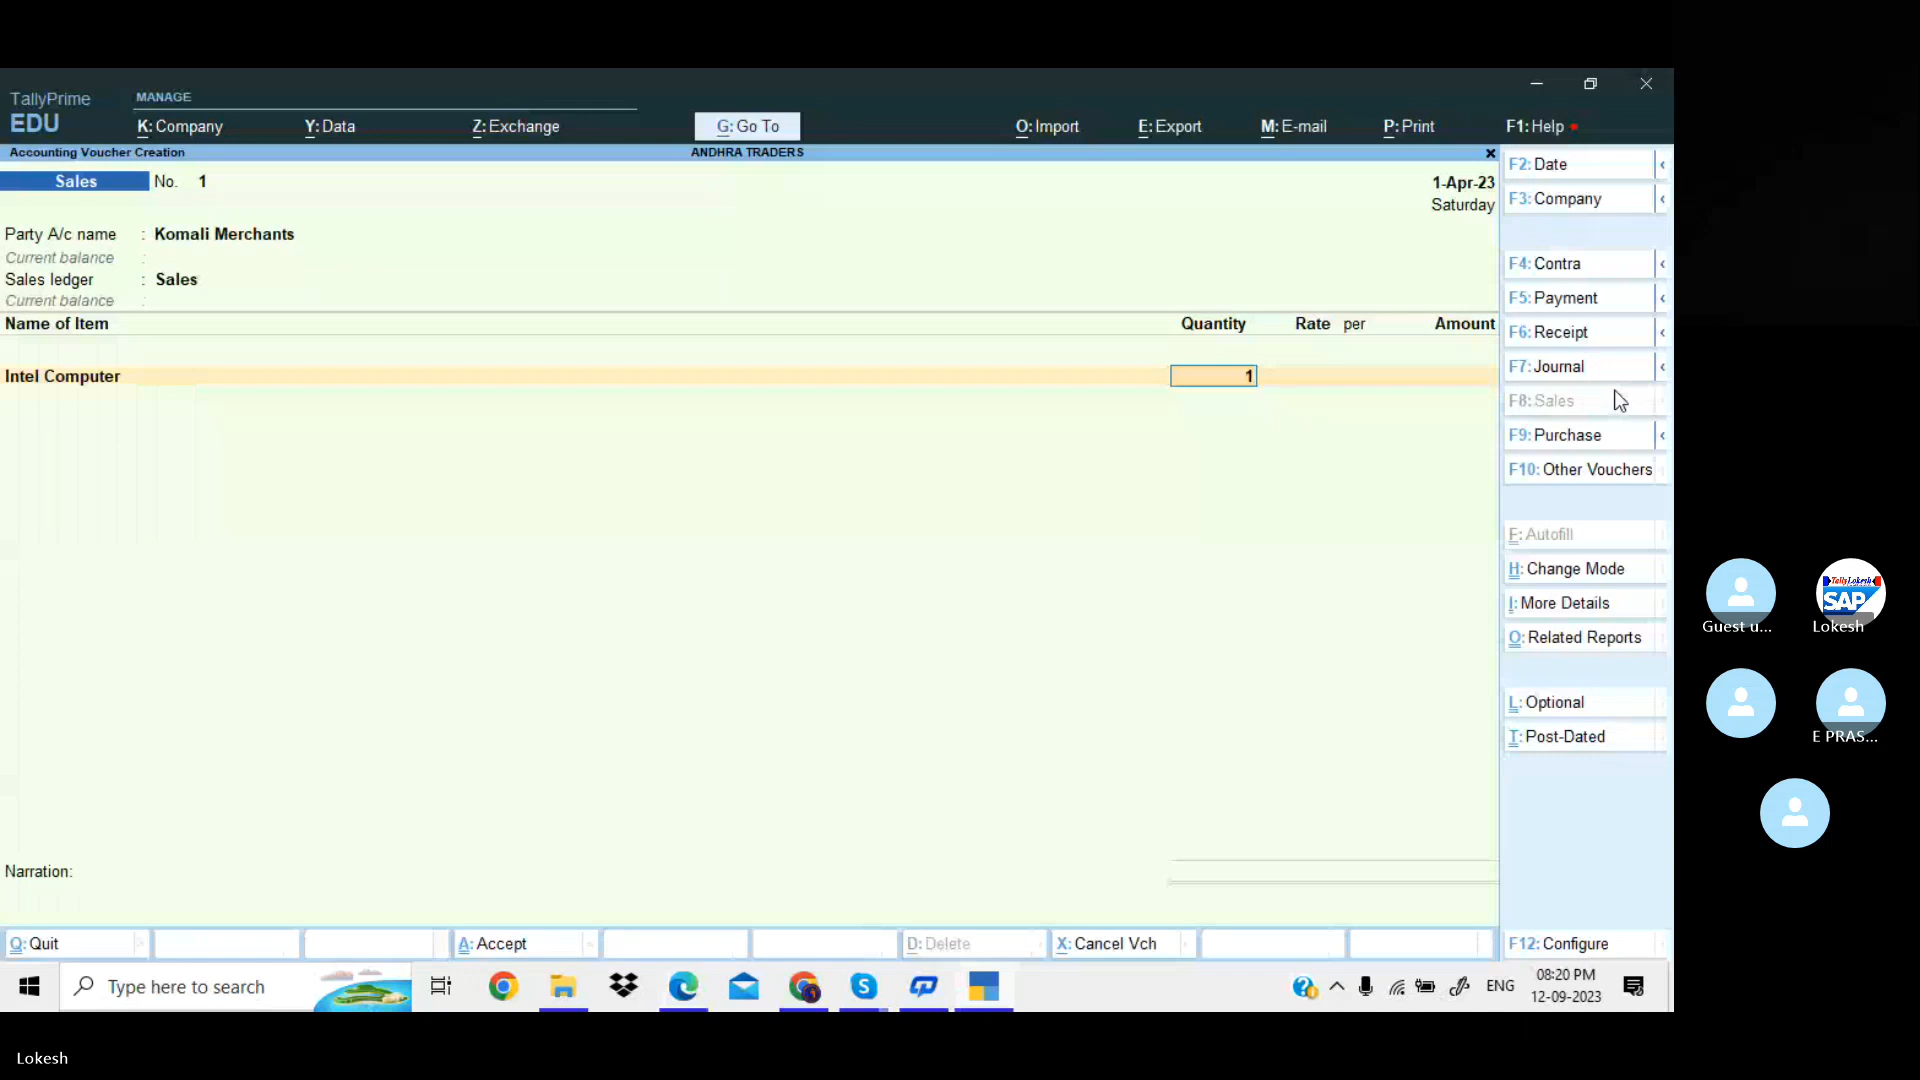 TallyPrime
EDU
MANAGE
K: Company
Y: Data
Z: Exchange
G: Go To
O: Import
E: Export
M: E-mail
P: Print
F1: Help
Accounting Voucher Creation
ANDHRA TRADERS
Sales No. 1
1-Apr-23
Saturday
Party A/c name : Komali Merchants
Current balance :
Sales ledger : Sales
Current balance :
Name of Item Quantity Rate per Amount
Intel Computer 1
Narration:
F2: Date
F3: Company
F4: Contra
F5: Payment
F6: Receipt
F7: Journal
F8: Sales
F9: Purchase
F10: Other Vouchers
F: Autofill
H: Change Mode
I: More Details
O: Related Reports
L: Optional
T: Post-Dated
F12: Configure
Q: Quit
A: Accept
D: Delete
X: Cancel Vch
Type here to search
ENG
08:20 PM
12-09-2023
Guest u...
TallyLokesh
SAP
Lokesh
E PRAS...
Lokesh